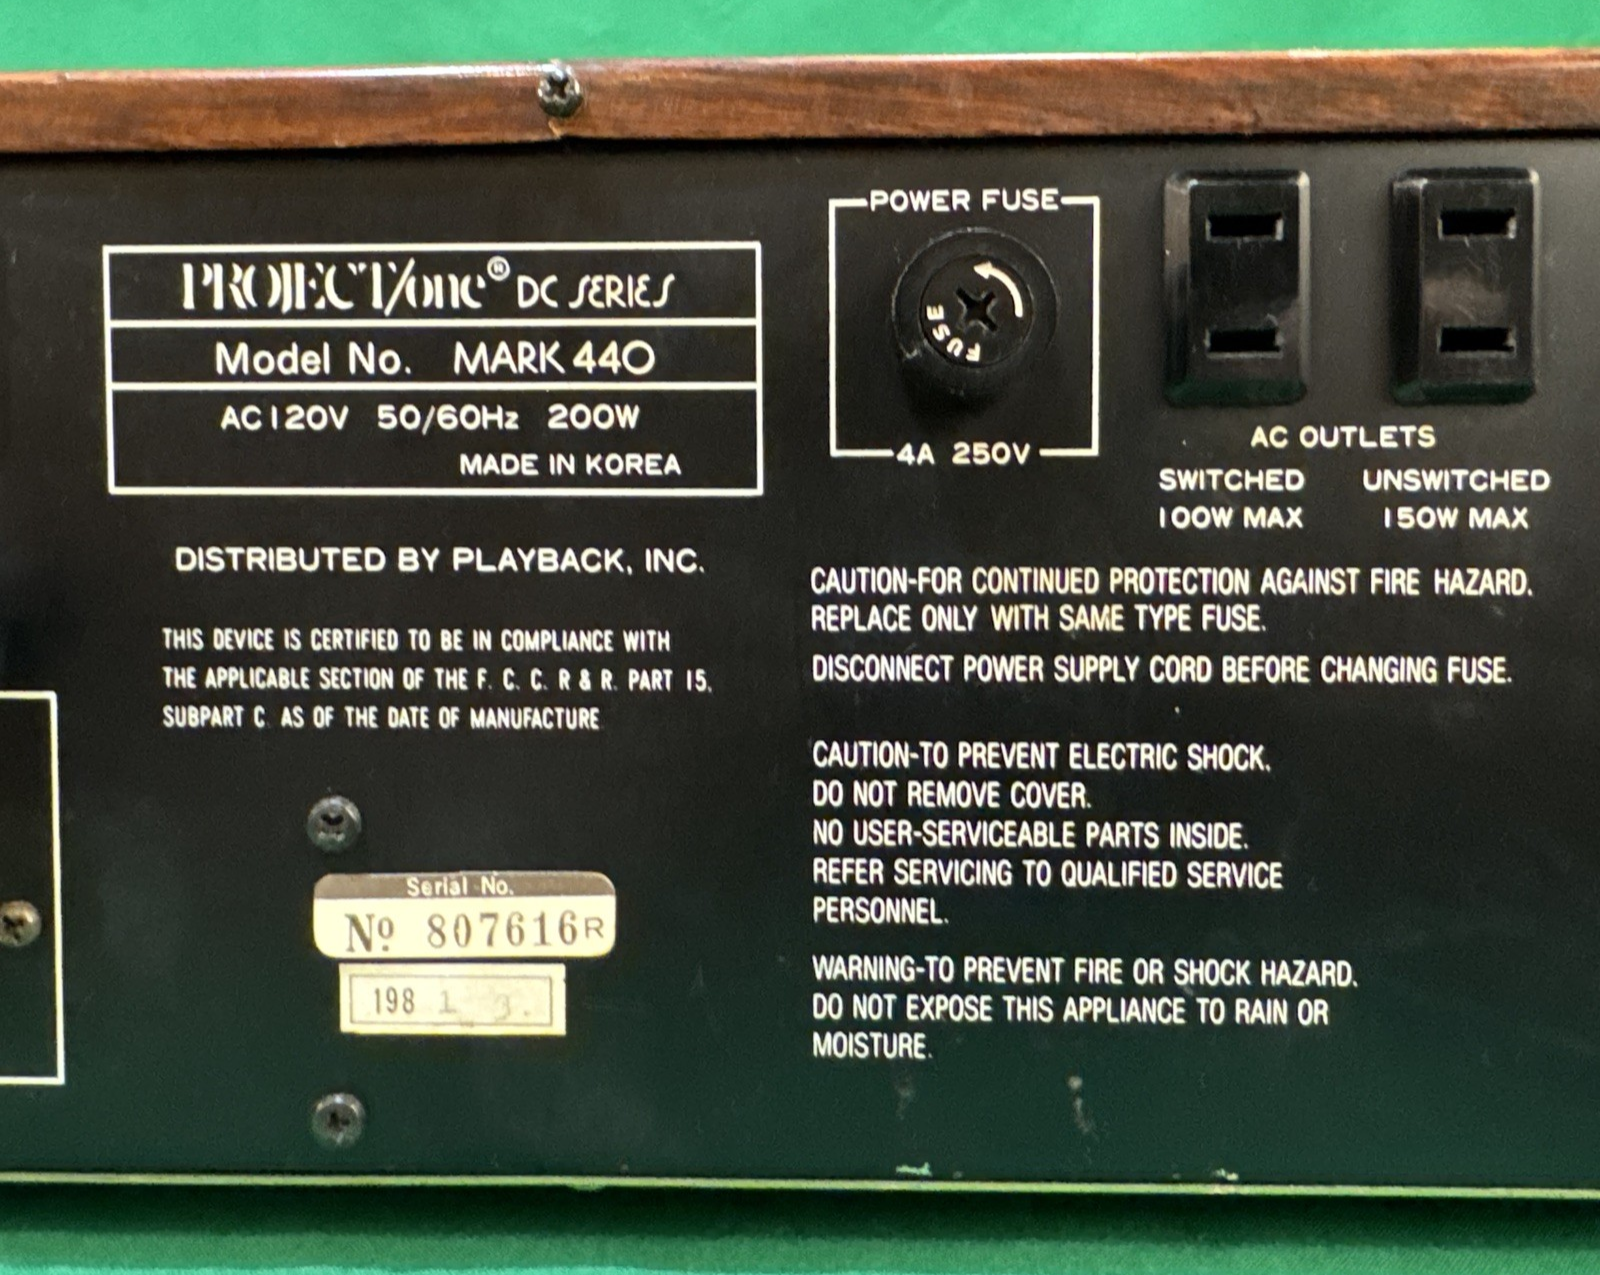 PROJECT/one® DC SERIES
Model No. MARK 440
AC 120V 50/60Hz 200W
MADE IN KOREA
DISTRIBUTED BY PLAYBACK, INC.
THIS DEVICE IS CERTIFIED TO BE IN COMPLIANCE WITH
THE APPLICABLE SECTION OF THE F. C. C. R & R. PART 15,
SUBPART C. AS OF THE DATE OF MANUFACTURE
Serial No.
Nº 807616R
198 1 3.
POWER FUSE
FUSE
4A 250V
AC OUTLETS
SWITCHED UNSWITCHED
100W MAX 150W MAX
CAUTION-FOR CONTINUED PROTECTION AGAINST FIRE HAZARD.
REPLACE ONLY WITH SAME TYPE FUSE.
DISCONNECT POWER SUPPLY CORD BEFORE CHANGING FUSE.
CAUTION-TO PREVENT ELECTRIC SHOCK.
DO NOT REMOVE COVER.
NO USER-SERVICEABLE PARTS INSIDE.
REFER SERVICING TO QUALIFIED SERVICE
PERSONNEL.
WARNING-TO PREVENT FIRE OR SHOCK HAZARD.
DO NOT EXPOSE THIS APPLIANCE TO RAIN OR
MOISTURE.